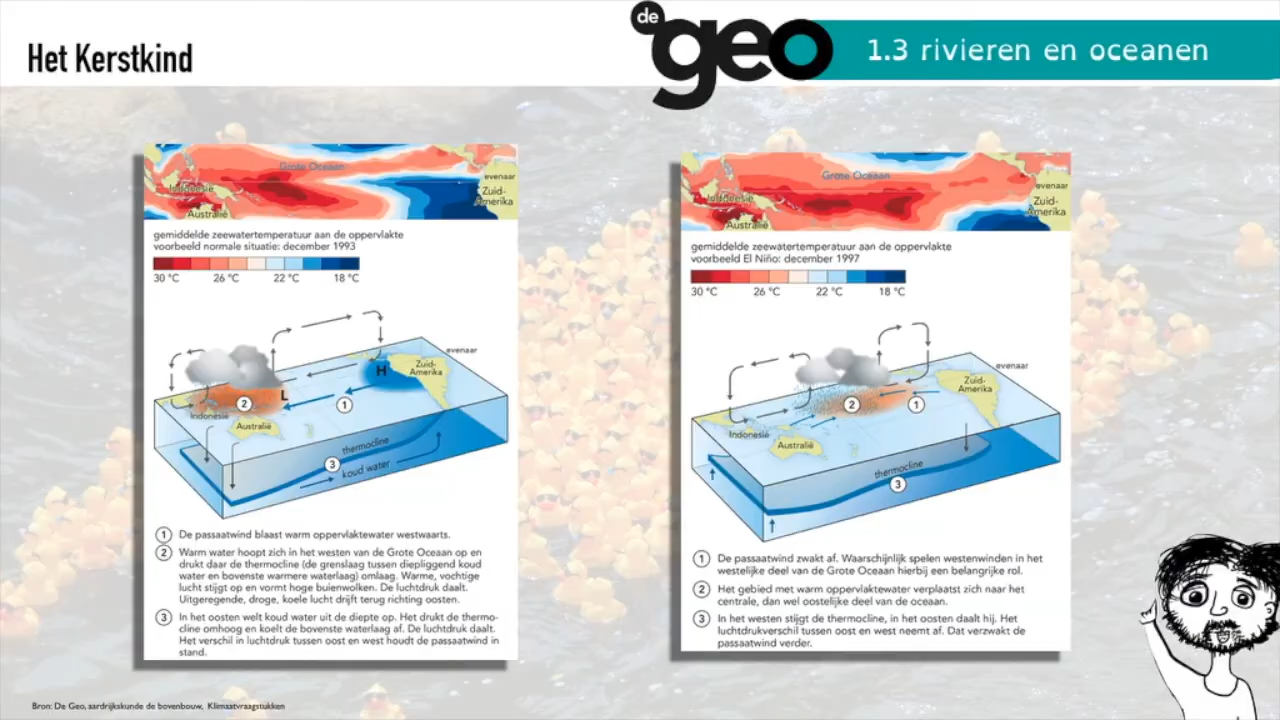 Het Kerstkind
de
geo
1.3 rivieren en oceanen
Grote Oceaan
evenaar
Indonesië
Zuid-
Amerika
Australië
gemiddelde zeewatertemperatuur aan de oppervlakte
voorbeeld normale situatie: december 1993
30 °C 26 °C 22 °C 18 °C
evenaar
H
Zuid-
Amerika
L
2
1
Indonesië
Australië
thermocline
3
koud water
1 De passaatwind blaast warm oppervlaktewater westwaarts.
2 Warm water hoopt zich in het westen van de Grote Oceaan op en
drukt daar de thermocline (de grenslaag tussen diepliggend koud
water en bovenste warmere waterlaag) omlaag. Warme, vochtige
lucht stijgt op en vormt hoge buienwolken. De luchtdruk daalt.
Uitgeregende, droge, koele lucht drijft terug richting oosten.
3 In het oosten welt koud water uit de diepte op. Het drukt de thermo-
cline omhoog en koelt de bovenste waterlaag af. De luchtdruk daalt.
Het verschil in luchtdruk tussen oost en west houdt de passaatwind in
stand.
Grote Oceaan
evenaar
Indonesië
Zuid-
Amerika
Australië
gemiddelde zeewatertemperatuur aan de oppervlakte
voorbeeld El Niño: december 1997
30 °C 26 °C 22 °C 18 °C
evenaar
Zuid-
Amerika
2
1
Indonesië
Australië
thermocline
3
1 De passaatwind zwakt af. Waarschijnlijk spelen westenwinden in het
westelijke deel van de Grote Oceaan hierbij een belangrijke rol.
2 Het gebied met warm oppervlaktewater verplaatst zich naar het
centrale, dan wel oostelijke deel van de oceaan.
3 In het westen stijgt de thermocline, in het oosten daalt hij. Het
luchtdrukverschil tussen oost en west neemt af. Dat verzwakt de
passaatwind verder.
Bron: De Geo, aardrijkskunde de bovenbouw, Klimaatvraagstukken